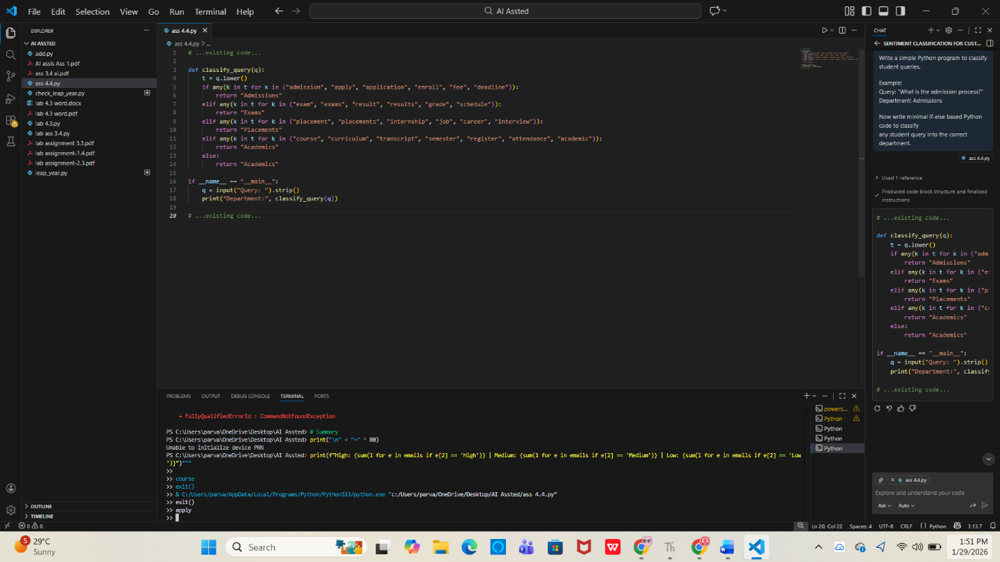 File Edit Selection View Go Run Terminal Help
AI Assted
EXPLORER
AI ASSTED
add.py
AI assis Ass 1.pdf
ass 3.4 ai.pdf
ass 4.4.py
check_leap_year.py
lab 4.3 word.docx
lab 4.3 word.pdf
lab 4.3.py
lab ass 3.4.py
lab assignment 3.3.pdf
lab assignment-1.4.pdf
lab assignment-2.3.pdf
leap_year.py
OUTLINE
TIMELINE
ass 4.4.py
ass 4.4.py > ...
1 # ...existing code...
2
3 def classify_query(q):
4 t = q.lower()
5 if any(k in t for k in ("admission", "apply", "application", "enroll", "fee", "deadline")):
6 return "Admissions"
7 elif any(k in t for k in ("exam", "exams", "result", "results", "grade", "schedule")):
8 return "Exams"
9 elif any(k in t for k in ("placement", "placements", "internship", "job", "career", "interview")):
10 return "Placements"
11 elif any(k in t for k in ("course", "curriculum", "transcript", "semester", "register", "attendance", "academic")):
12 return "Academics"
13 else:
14 return "Academics"
15
16 if __name__ == "__main__":
17 q = input("Query: ").strip()
18 print("Department:", classify_query(q))
19
20 # ...existing code...
PROBLEMS OUTPUT DEBUG CONSOLE TERMINAL PORTS
+ FullyQualifiedErrorId : CommandNotFoundException
PS C:\Users\parva\OneDrive\Desktop\AI Assted> # Summary
PS C:\Users\parva\OneDrive\Desktop\AI Assted> print("\n" + "=" * 80)
Unable to initialize device PRN
PS C:\Users\parva\OneDrive\Desktop\AI Assted> print(f"High: {sum(1 for e in emails if e[2] == 'High')} | Medium: {sum(1 for e in emails if e[2] == 'Medium')} | Low: {sum(1 for e in emails if e[2] == 'Low
')}")"""
>>
>> course
>> exit()
>> & C:/Users/parva/AppData/Local/Programs/Python/Python313/python.exe "c:/Users/parva/OneDrive/Desktop/AI Assted/ass 4.4.py"
>> exit()
>> apply
>>
powers...
Python
Python
Python
Python
CHAT
SENTIMENT CLASSIFICATION FOR CUST...
Write a simple Python program to classify
student queries.
Example:
Query: "What is the admission process?"
Department: Admissions
Now write minimal if-else based Python
code to classify
any student query into the correct
department.
ass 4.4.py
Used 1 reference
Produced code block structure and finalized
instructions
# ...existing code...
def classify_query(q):
t = q.lower()
if any(k in t for k in ("adm
return "Admissions"
elif any(k in t for k in ("e
return "Exams"
elif any(k in t for k in ("p
return "Placements"
elif any(k in t for k in ("c
return "Academics"
else:
return "Academics"
if __name__ == "__main__":
q = input("Query: ").strip()
print("Department:", classif
# ...existing code...
ass 4.4.py
Explore and understand your code
Ask Auto
0 0
Ln 20, Col 22 Spaces: 4 UTF-8 CRLF { } Python 3.13.7
5
29°C
Sunny
Search
1:51 PM
1/29/2026